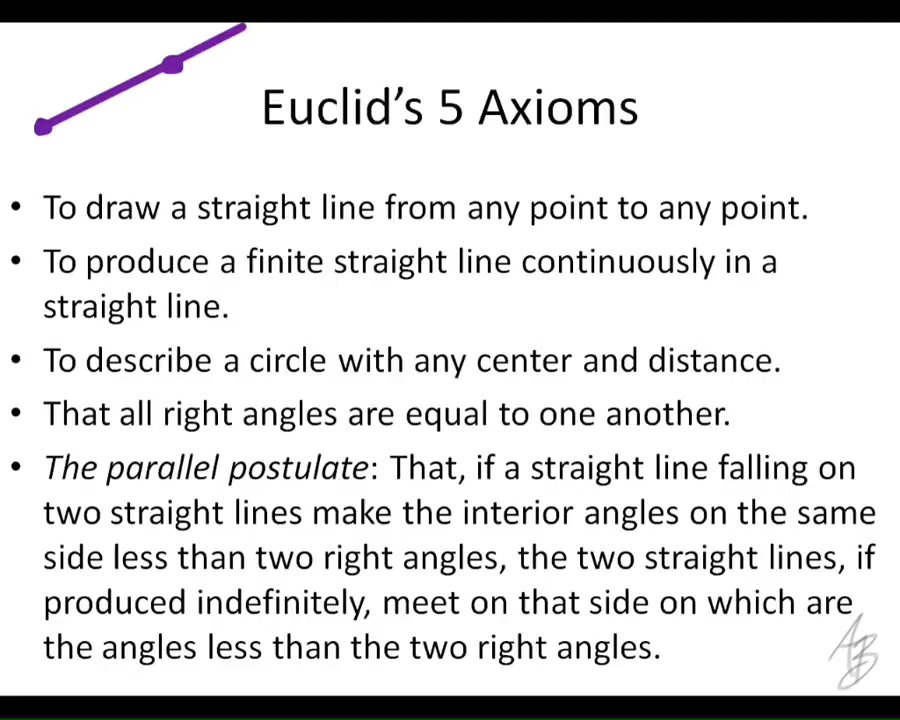 Euclid’s 5 Axioms
• To draw a straight line from any point to any point.
• To produce a finite straight line continuously in a
straight line.
• To describe a circle with any center and distance.
• That all right angles are equal to one another.
• The parallel postulate: That, if a straight line falling on
two straight lines make the interior angles on the same
side less than two right angles, the two straight lines, if
produced indefinitely, meet on that side on which are
the angles less than the two right angles.